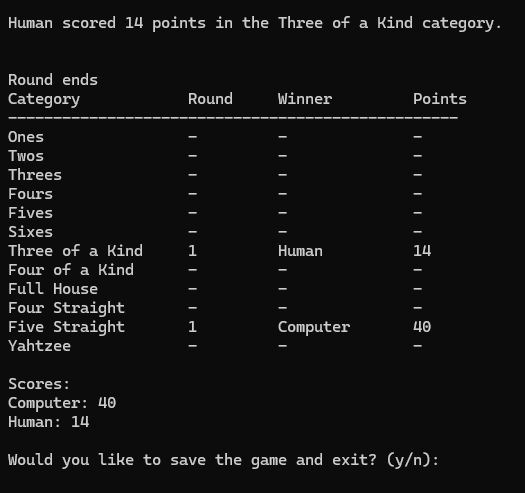 Human scored 14 points in the Three of a Kind category.
Round ends
Category Round Winner Points
--------------------------------------------------
Ones - - -
Twos - - -
Threes - - -
Fours - - -
Fives - - -
Sixes - - -
Three of a Kind 1 Human 14
Four of a Kind - - -
Full House - - -
Four Straight - - -
Five Straight 1 Computer 40
Yahtzee - - -
Scores:
Computer: 40
Human: 14
Would you like to save the game and exit? (y/n):